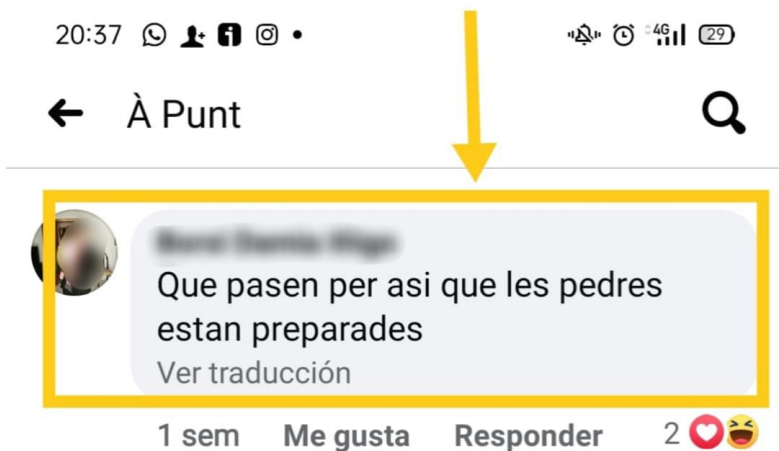 20:37 4G 29
À Punt
Que pasen per asi que les pedres
estan preparades
Ver traducción
1 sem Me gusta Responder 2